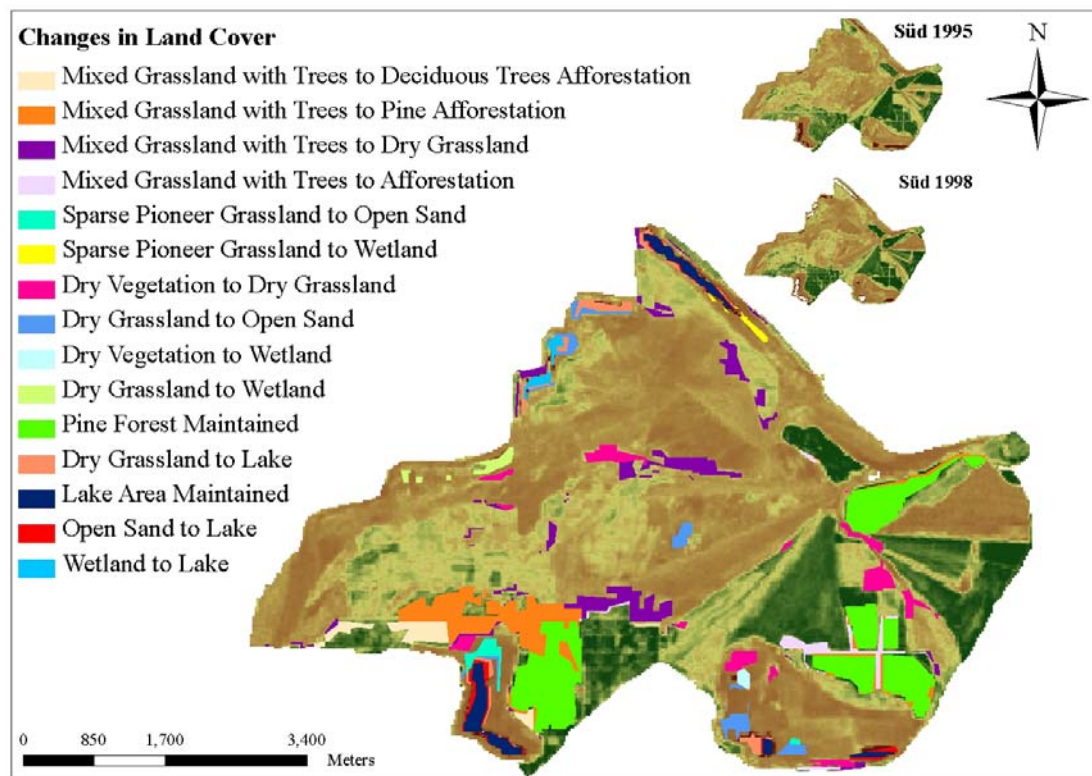 Changes in Land Cover
Mixed Grassland with Trees to Deciduous Trees Afforestation
Mixed Grassland with Trees to Pine Afforestation
Mixed Grassland with Trees to Dry Grassland
Mixed Grassland with Trees to Afforestation
Sparse Pioneer Grassland to Open Sand
Sparse Pioneer Grassland to Wetland
Dry Vegetation to Dry Grassland
Dry Grassland to Open Sand
Dry Vegetation to Wetland
Dry Grassland to Wetland
Pine Forest Maintained
Dry Grassland to Lake
Lake Area Maintained
Open Sand to Lake
Wetland to Lake
Süd 1995
N
Süd 1998
0 850 1,700 3,400
Meters